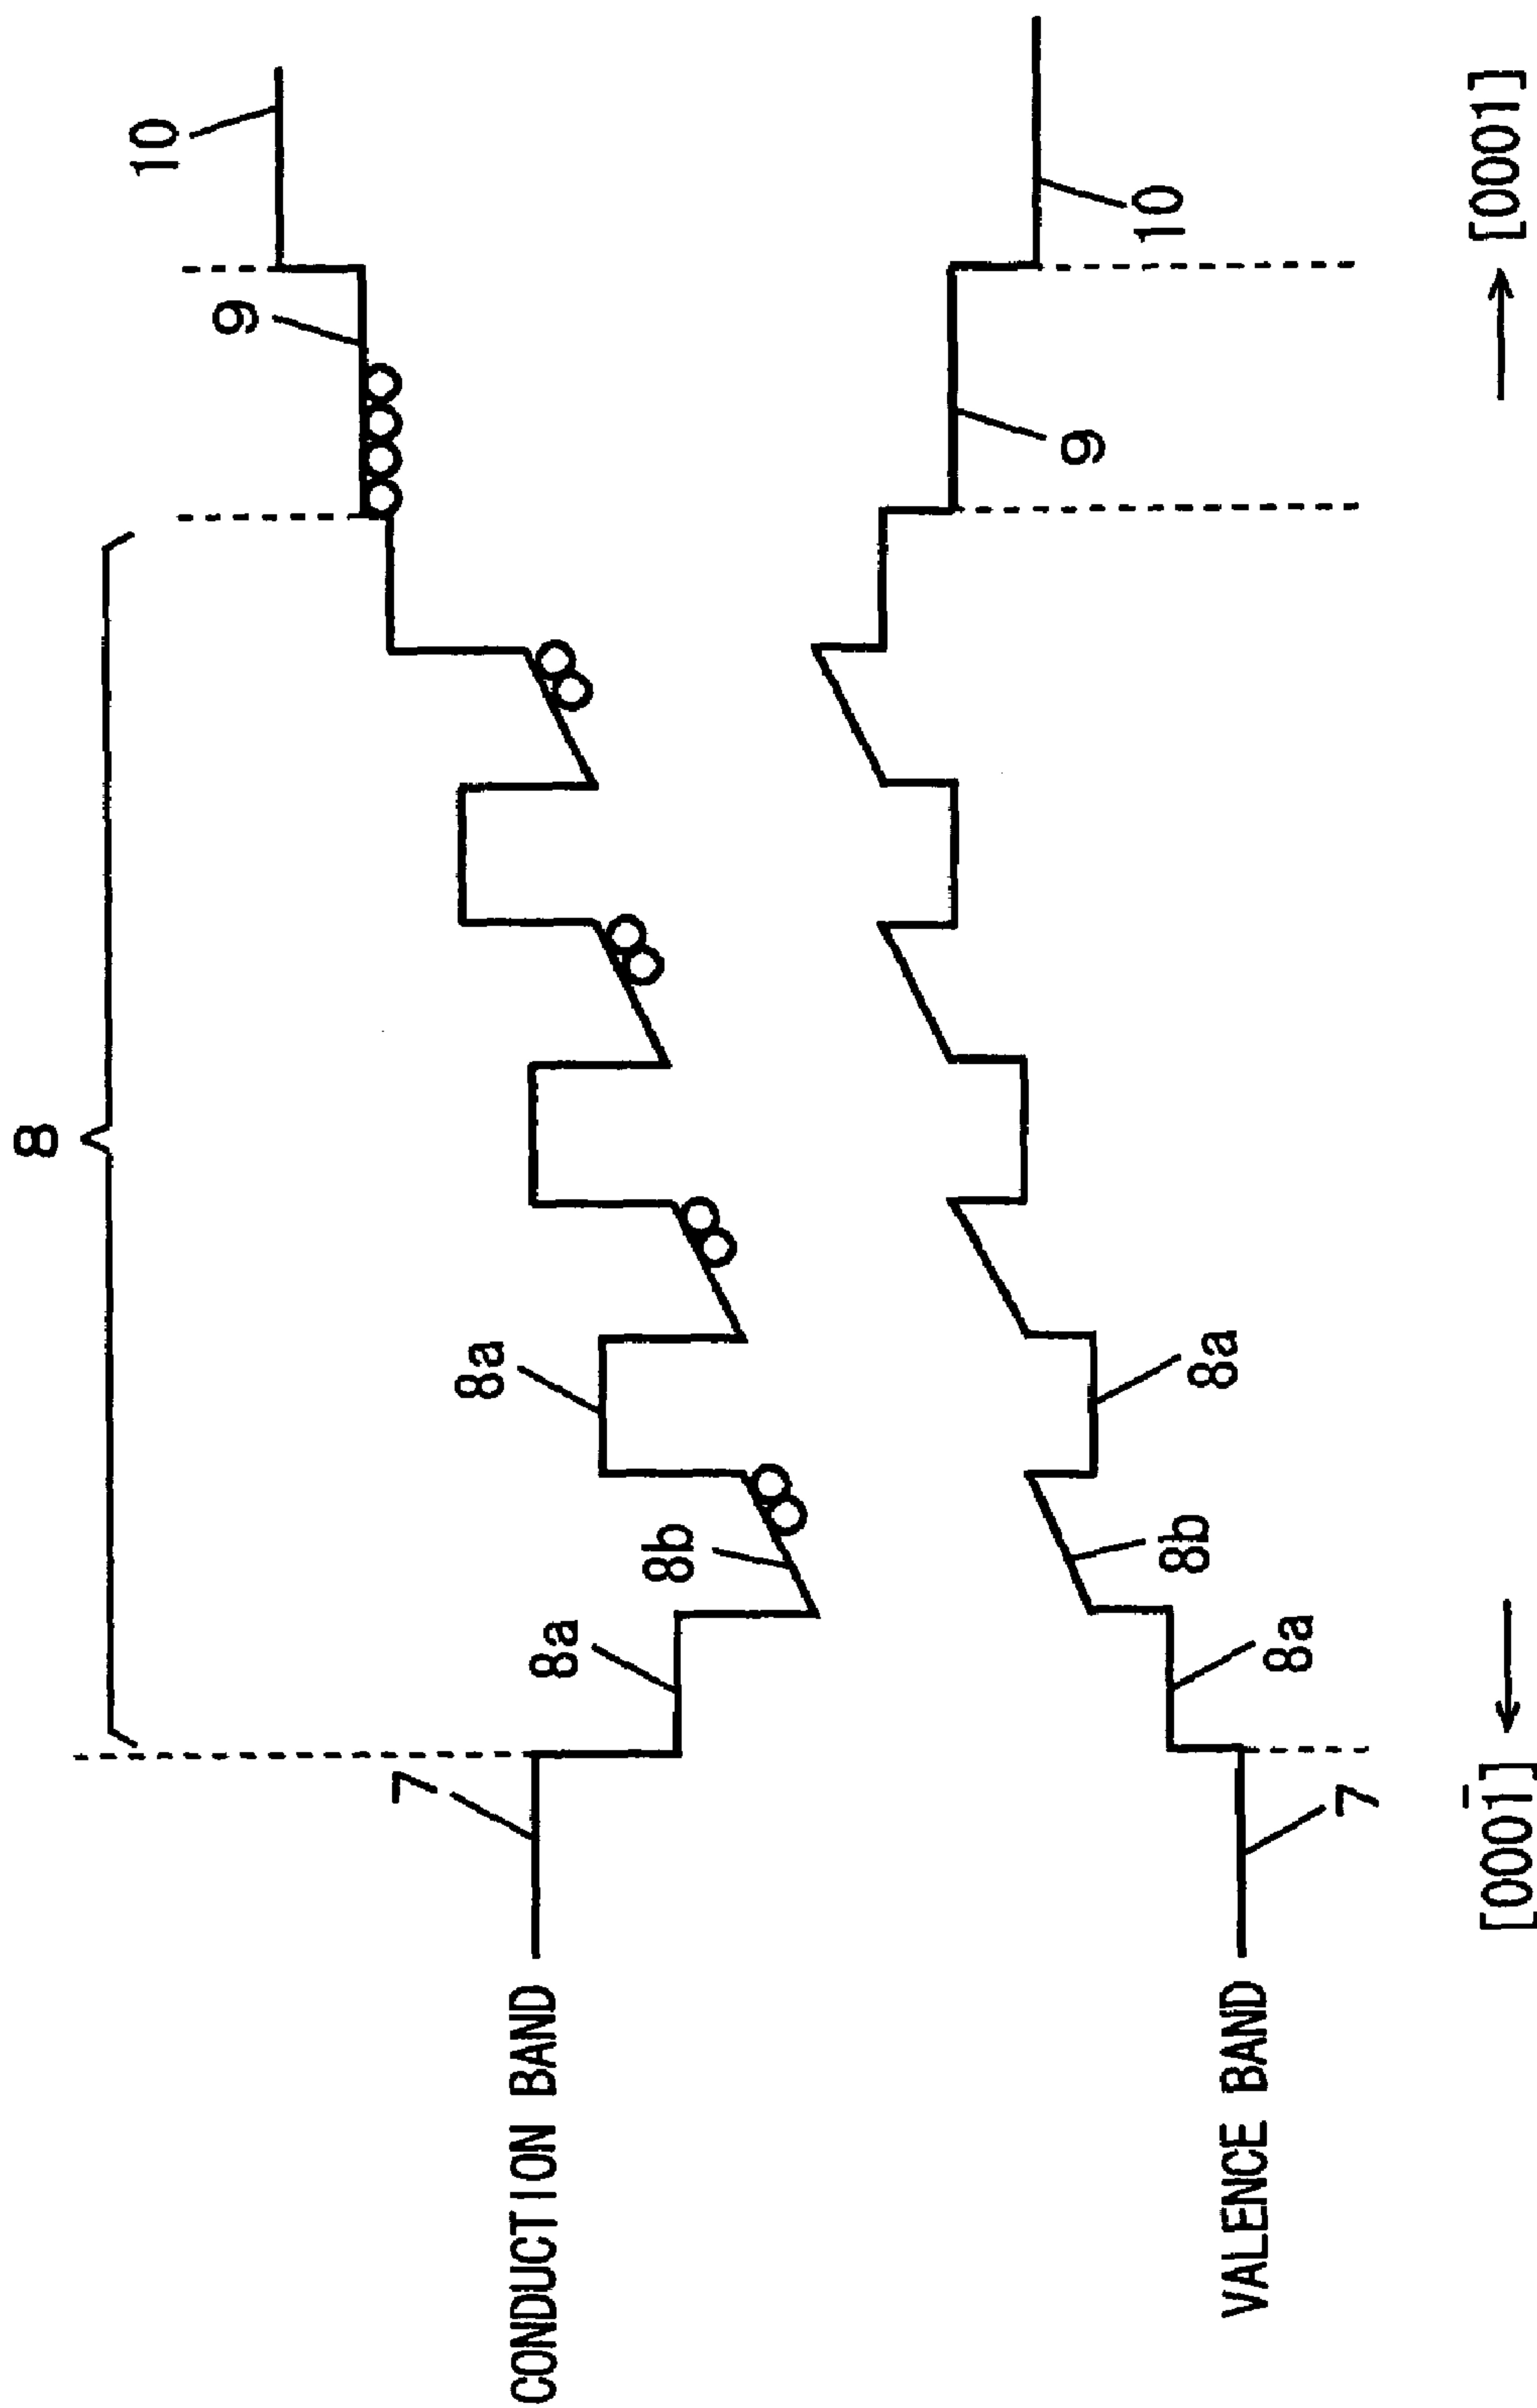 8
10
9
7
8a
CONDUCTION BAND
8a
8b
9
10
8b
8a
VALENCE BAND
8a
7
[0001̄] ← → [0001]